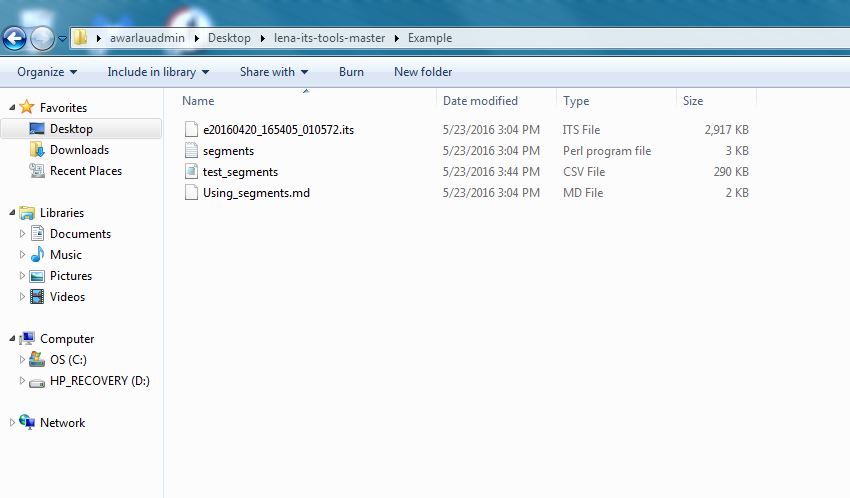 awarlauadmin Desktop lena-its-tools-master Example
Organize Include in library Share with Burn New folder
Favorites
Desktop
Downloads
Recent Places
Libraries
Documents
Music
Pictures
Videos
Computer
OS (C:)
HP_RECOVERY (D:)
Network
Name Date modified Type Size
e20160420_165405_010572.its 5/23/2016 3:04 PM ITS File 2,917 KB
segments 5/23/2016 3:04 PM Perl program file 3 KB
test_segments 5/23/2016 3:44 PM CSV File 290 KB
Using_segments.md 5/23/2016 3:04 PM MD File 2 KB